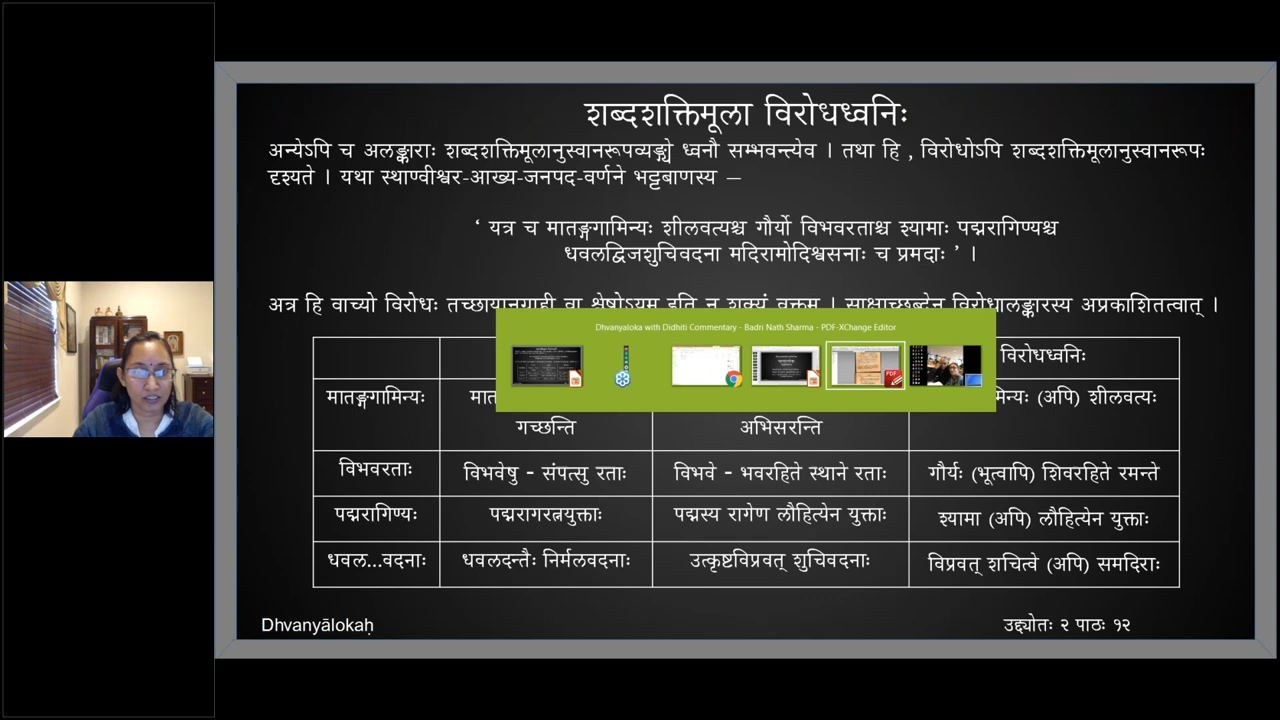 शब्दशक्तिमूला विरोधध्वनिः
अन्येऽपि च अलङ्काराः शब्दशक्तिमूलानुस्वानरूपव्यङ्ग्ये ध्वनौ सम्भवन्त्येव । तथा हि , विरोधोऽपि शब्दशक्तिमूलानुस्वानरूपः
दृश्यते । यथा स्थाण्वीश्वर-आख्य-जनपद-वर्णने भट्टबाणस्य –
‘ यत्र च मातङ्गगामिन्यः शीलवत्यश्च गौर्यो विभवरताश्च श्यामाः पद्मरागिण्यश्च
धवलद्विजशुचिवदना मदिरामोदिश्वसनाः च प्रमदाः ’ ।
अत्र हि वाच्यो विरोधः तच्छायानुग्राही वा श्लेषोऽयम् इति न शक्यं वक्तुम् । साक्षाच्छब्देन विरोधालङ्कारस्य अप्रकाशितत्वात् ।
Dhvanyaloka with Didhiti Commentary - Badri Nath Sharma - PDF-XChange Editor
विरोधध्वनिः
मातङ्गगामिन्यः (अपि) शीलवत्यः
गच्छन्ति अभिसरन्ति
विभवरताः विभवेषु - संपत्सु रताः विभवे - भवरहिते स्थाने रताः गौर्यः (भूत्वापि) शिवरहिते रमन्ते
पद्मरागिण्यः पद्मरागरत्नयुक्ताः पद्मस्य रागेण लौहित्येन युक्ताः श्यामा (अपि) लौहित्येन युक्ताः
धवल...वदनाः धवलदन्तैः निर्मलवदनाः उत्कृष्टविप्रवत् शुचिवदनाः विप्रवत् शचित्वे (अपि) समदिराः
Dhvanyālokaḥ उद्द्योतः २ पाठः १२